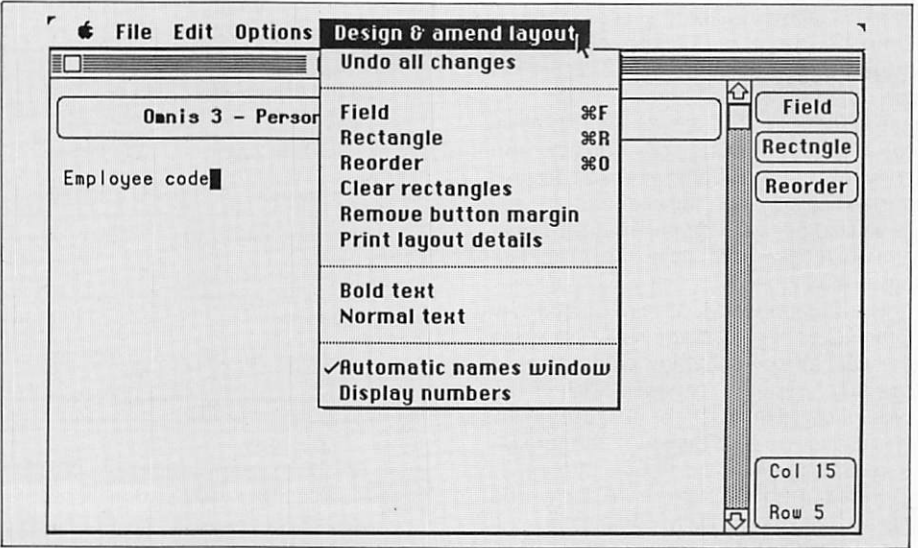 File Edit Options Design & amend layout
Undo all changes
Omnis 3 - Person
Field ⌘F
Rectangle ⌘R
Reorder ⌘O
Clear rectangles
Remove button margin
Print layout details
Bold text
Normal text
✓Automatic names window
Display numbers
Employee code
Field
Rectngle
Reorder
Col 15
Row 5